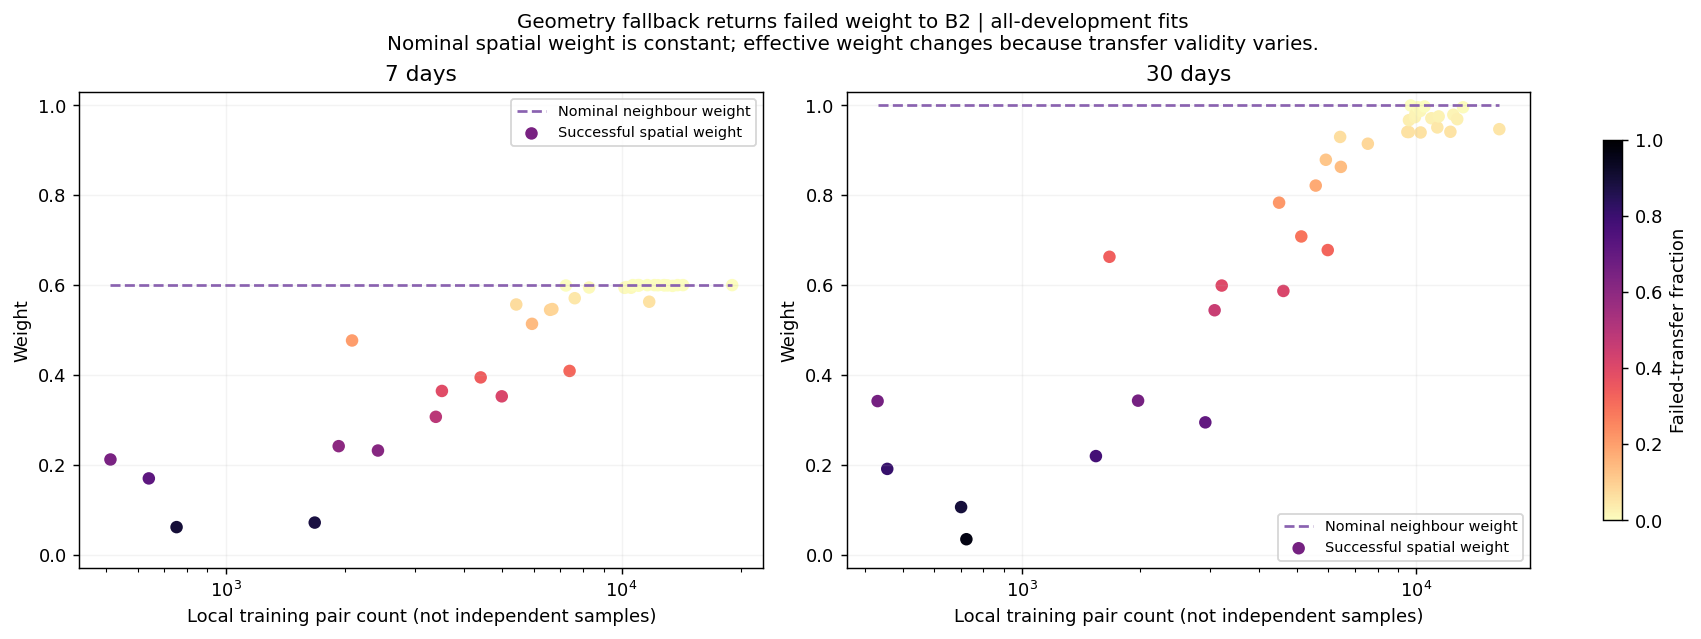 Geometry fallback returns failed weight to B2 | all-development fits
Nominal spatial weight is constant; effective weight changes because transfer validity varies.
7 days
1.0
0.8
0.6
0.4
0.2
0.0
Weight
Nominal neighbour weight
Successful spatial weight
10³
10⁴
Local training pair count (not independent samples)
30 days
1.0
0.8
0.6
0.4
0.2
0.0
Weight
Nominal neighbour weight
Successful spatial weight
10³
10⁴
Local training pair count (not independent samples)
1.0
0.8
0.6
0.4
0.2
0.0
Failed-transfer fraction